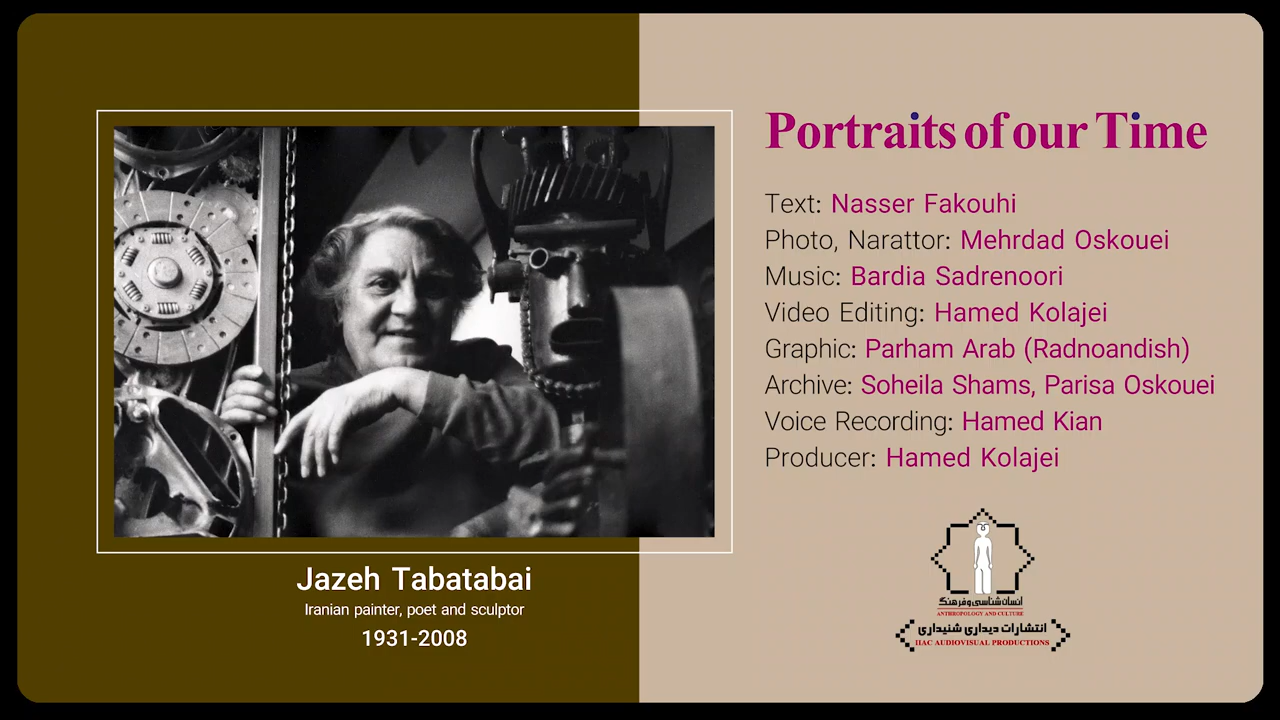 Portraits of our Time
Text: Nasser Fakouhi
Photo, Narattor: Mehrdad Oskouei
Music: Bardia Sadrenoori
Video Editing: Hamed Kolajei
Graphic: Parham Arab (Radnoandish)
Archive: Soheila Shams, Parisa Oskouei
Voice Recording: Hamed Kian
Producer: Hamed Kolajei
Jazeh Tabatabai
Iranian painter, poet and sculptor
1931-2008
انسان‌شناسی و فرهنگ
ANTHROPOLOGY AND CULTURE
انتشارات دیداری شنیداری
IIAC AUDIOVISUAL PRODUCTIONS